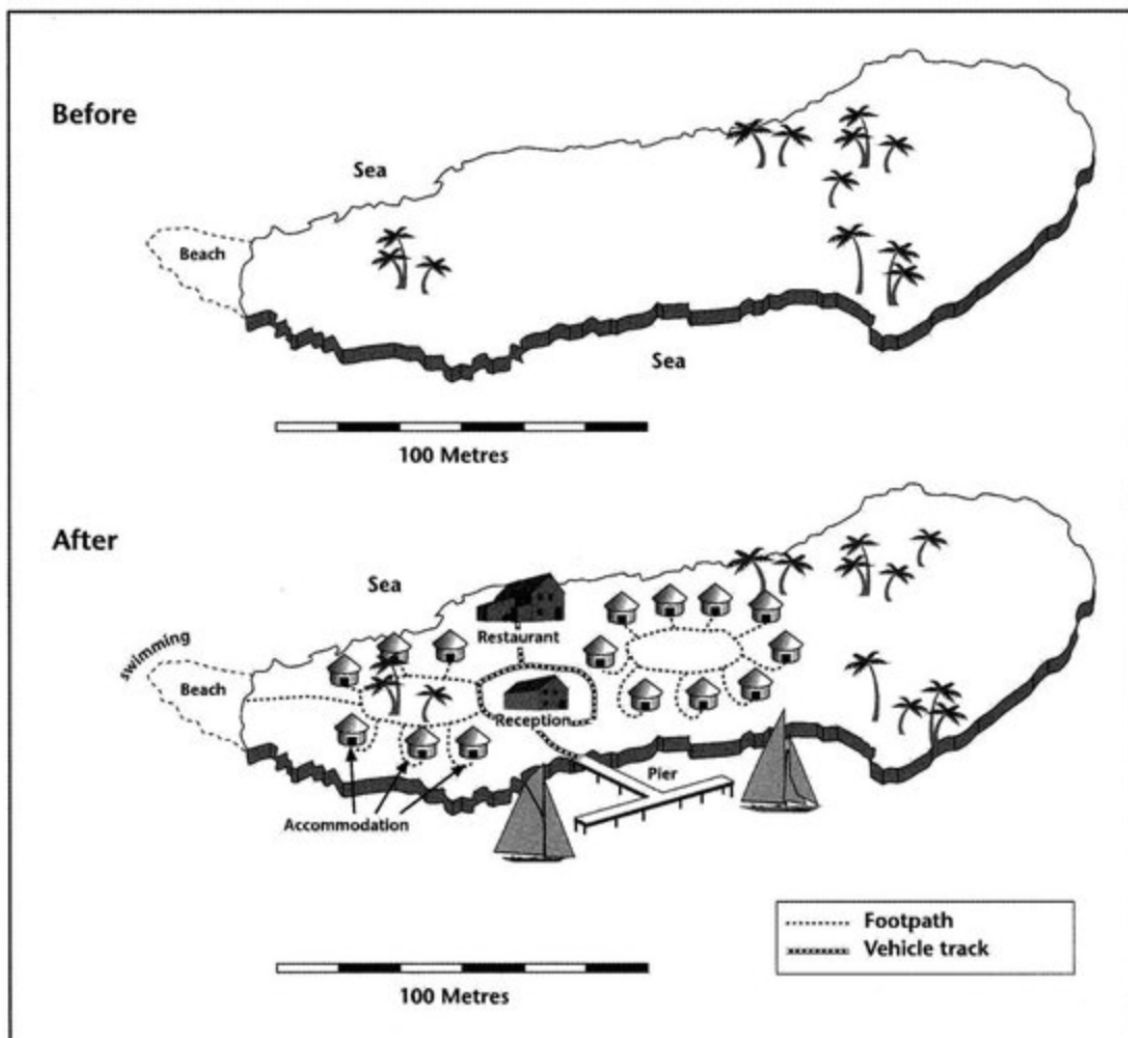 Before
Sea
Beach
Sea
100 Metres
After
Sea
swimming
Restaurant
Beach
Reception
Pier
Accommodation
Footpath
Vehicle track
100 Metres